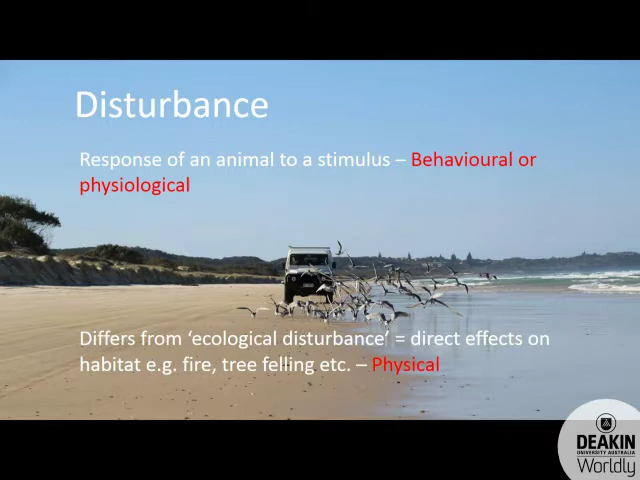 Disturbance
Response of an animal to a stimulus – Behavioural or
physiological
Differs from ‘ecological disturbance’ = direct effects on
habitat e.g. fire, tree felling etc. – Physical
DEAKIN
UNIVERSITY AUSTRALIA
Worldly